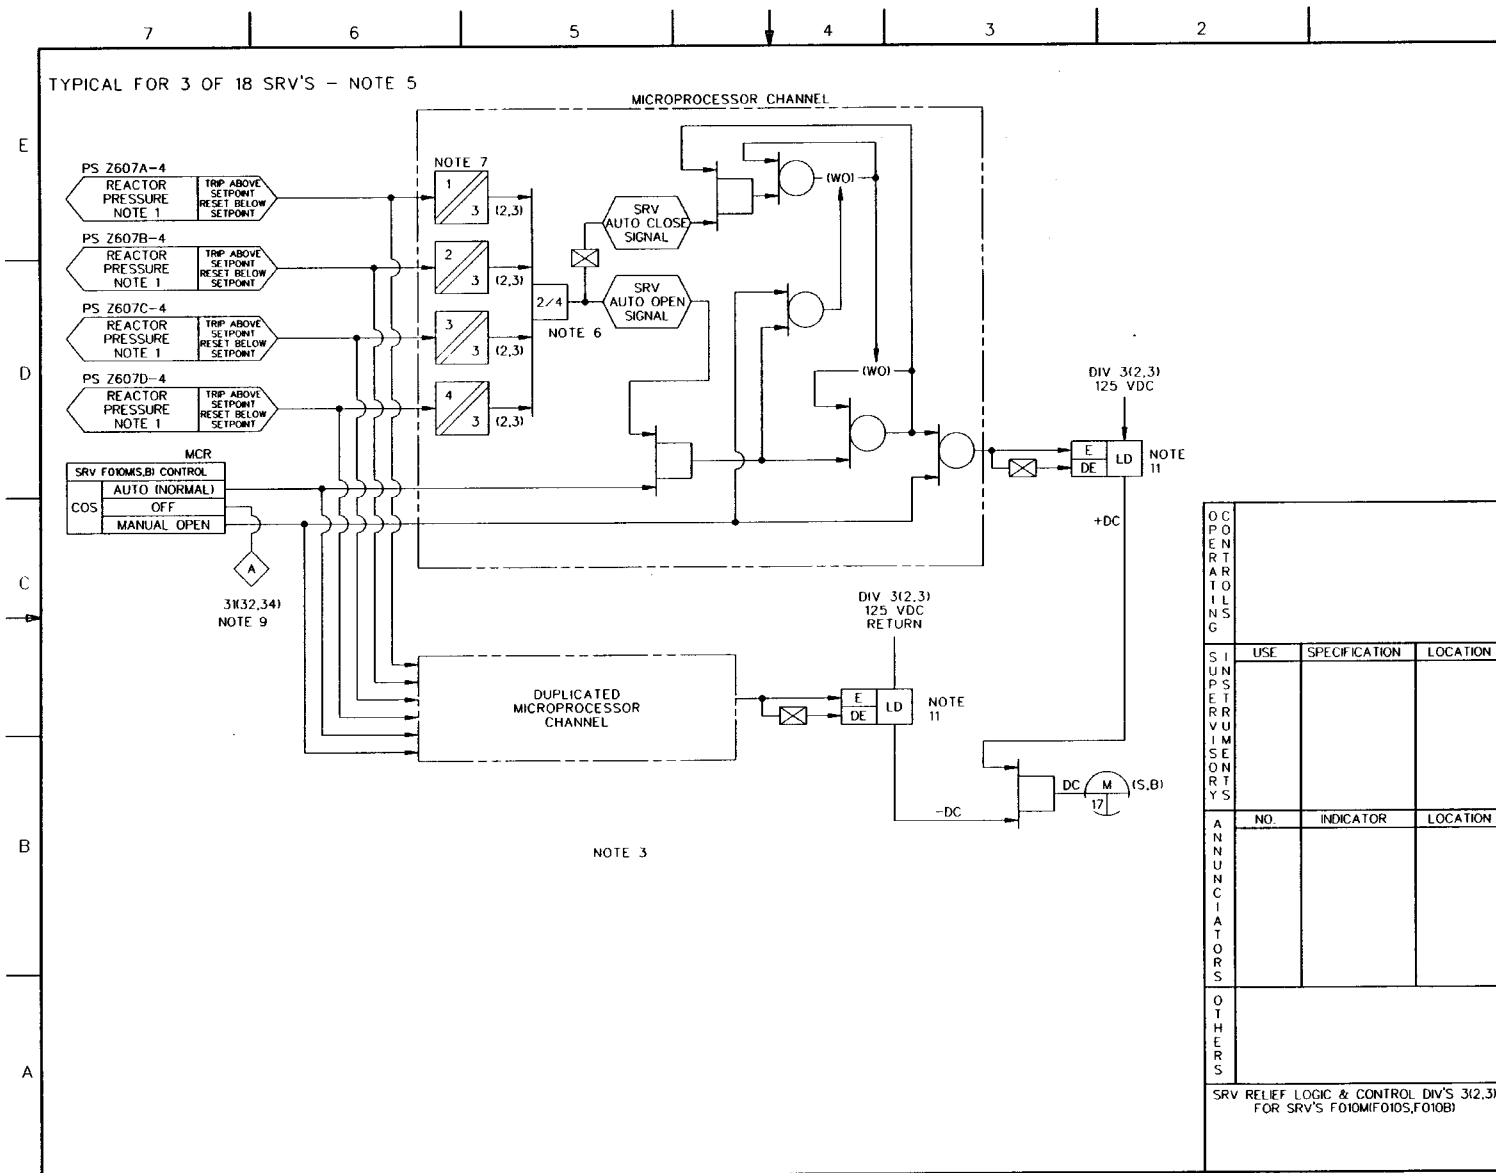 7 6 5 4 3 2
TYPICAL FOR 3 OF 18 SRV'S - NOTE 5
MICROPROCESSOR CHANNEL
E
D
C
B
A
PS Z607A-4
REACTOR
PRESSURE
NOTE 1
TRIP ABOVE
SETPOINT
RESET BELOW
SETPOINT
PS Z607B-4
REACTOR
PRESSURE
NOTE 1
TRIP ABOVE
SETPOINT
RESET BELOW
SETPOINT
PS Z607C-4
REACTOR
PRESSURE
NOTE 1
TRIP ABOVE
SETPOINT
RESET BELOW
SETPOINT
PS Z607D-4
REACTOR
PRESSURE
NOTE 1
TRIP ABOVE
SETPOINT
RESET BELOW
SETPOINT
MCR
SRV F010M(S,B) CONTROL
COS
AUTO (NORMAL)
OFF
MANUAL OPEN
A
31(32,34)
NOTE 9
NOTE 7
1
3
(2,3)
2
3
(2,3)
3
3
(2,3)
4
3
(2,3)
2/4
NOTE 6
SRV
AUTO CLOSE
SIGNAL
SRV
AUTO OPEN
SIGNAL
(WO)
(WO)
DIV 3(2,3)
125 VDC
E
DE
LD
NOTE
11
+DC
DIV 3(2,3)
125 VDC
RETURN
DUPLICATED
MICROPROCESSOR
CHANNEL
E
DE
LD
NOTE
11
-DC
DC
M
17
(S,B)
NOTE 3
OPERATING
CONTROLS
SUPERVISORY
INSTRUMENTS
USE
SPECIFICATION
LOCATION
ANNUNCIATORS
NO.
INDICATOR
LOCATION
OTHERS
SRV RELIEF LOGIC & CONTROL DIV'S 3(2,3)
FOR SRV'S F010M(F010S,F010B)